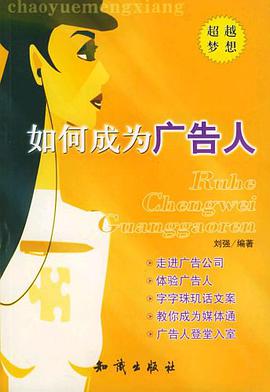 chaoyuemengxiang
超越
梦想
如何成为广告人
Ruhe
Chengwei
Guanggaoren
刘强/编著
走进广告公司
体验广告人
字字珠玑话文案
教你成为媒体通
广告人登堂入室
知识出版社